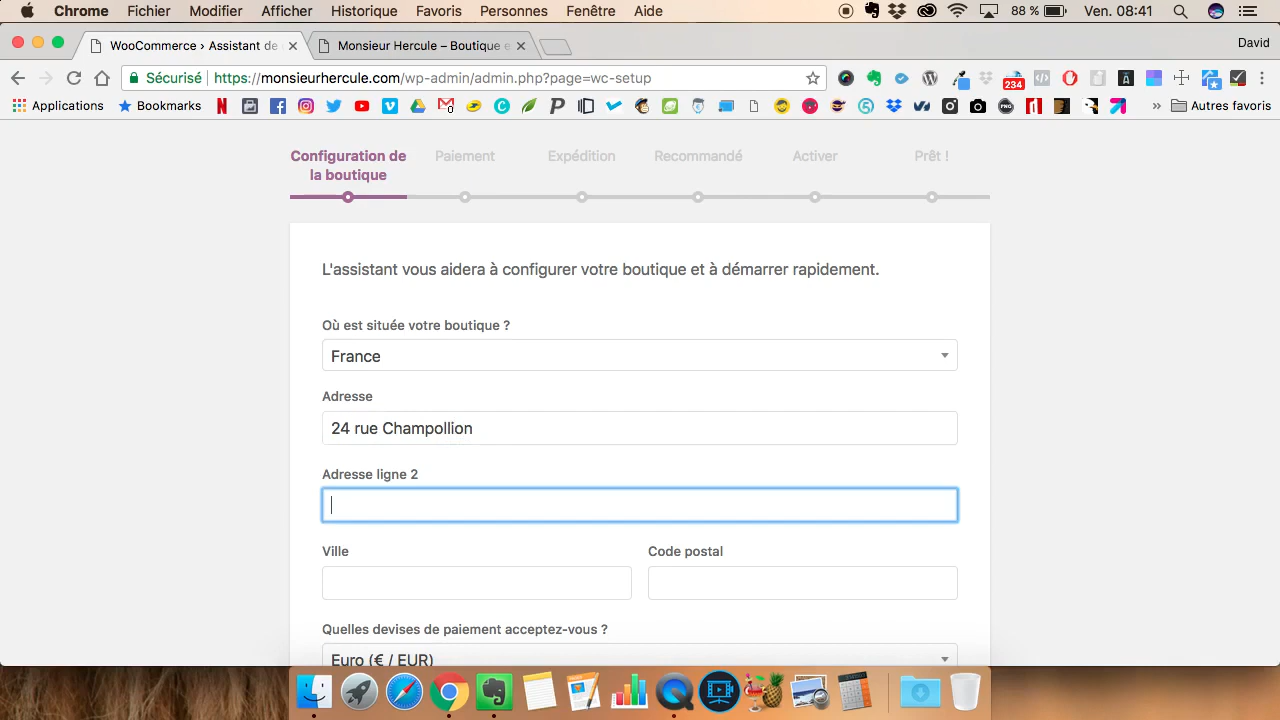 Chrome Fichier Modifier Afficher Historique Favoris Personnes Fenêtre Aide 88 % Ven. 08:41
WooCommerce › Assistant de
Monsieur Hercule – Boutique e
David
Sécurisé https://monsieurhercule.com/wp-admin/admin.php?page=wc-setup
234
Applications Bookmarks » Autres favoris
Configuration de la boutique
Paiement
Expédition
Recommandé
Activer
Prêt !
L'assistant vous aidera à configurer votre boutique et à démarrer rapidement.
Où est située votre boutique ?
France
Adresse
24 rue Champollion
Adresse ligne 2
Ville Code postal
Quelles devises de paiement acceptez-vous ?
Euro (€ / EUR)